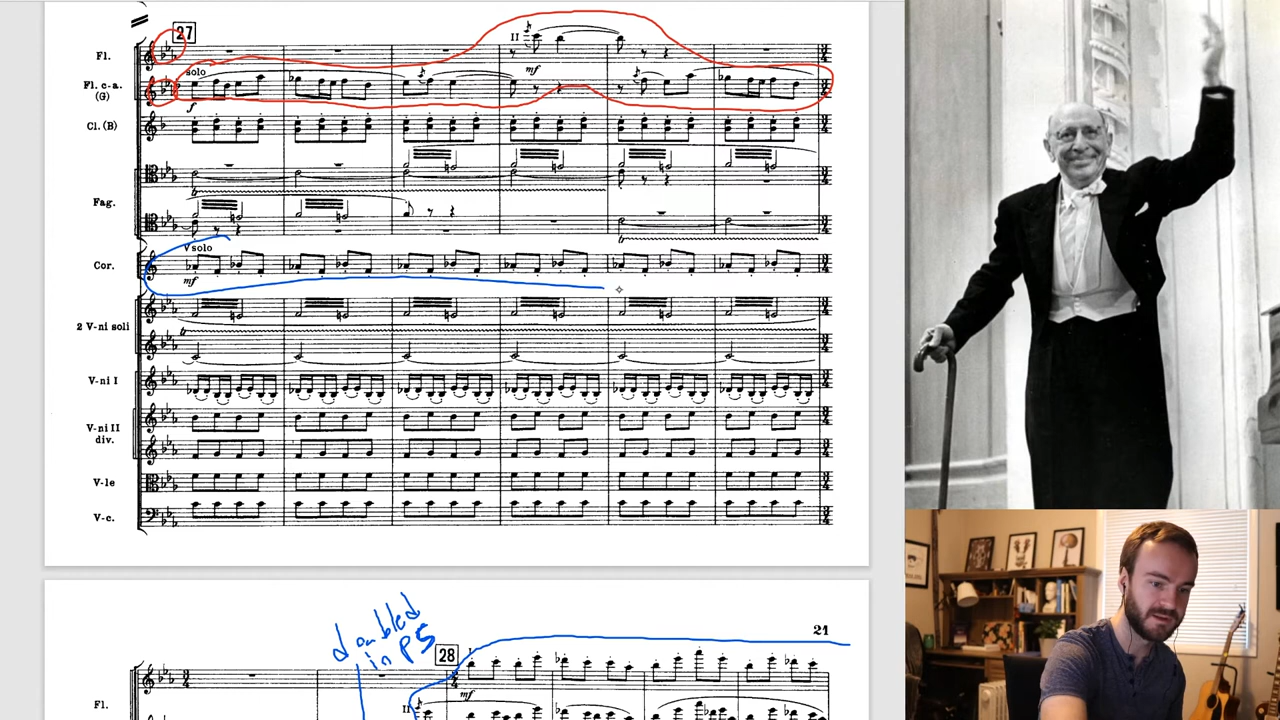 27
Fl.
II
mf
solo
Fl. c-a.
(G)
f
Cl. (B)
Fag.
V solo
Cor.
mf
2 V-ni soli
V-ni I
V-ni II
div.
V-le
V-c.
doubled
in P5
21
28
mf
Fl.
II